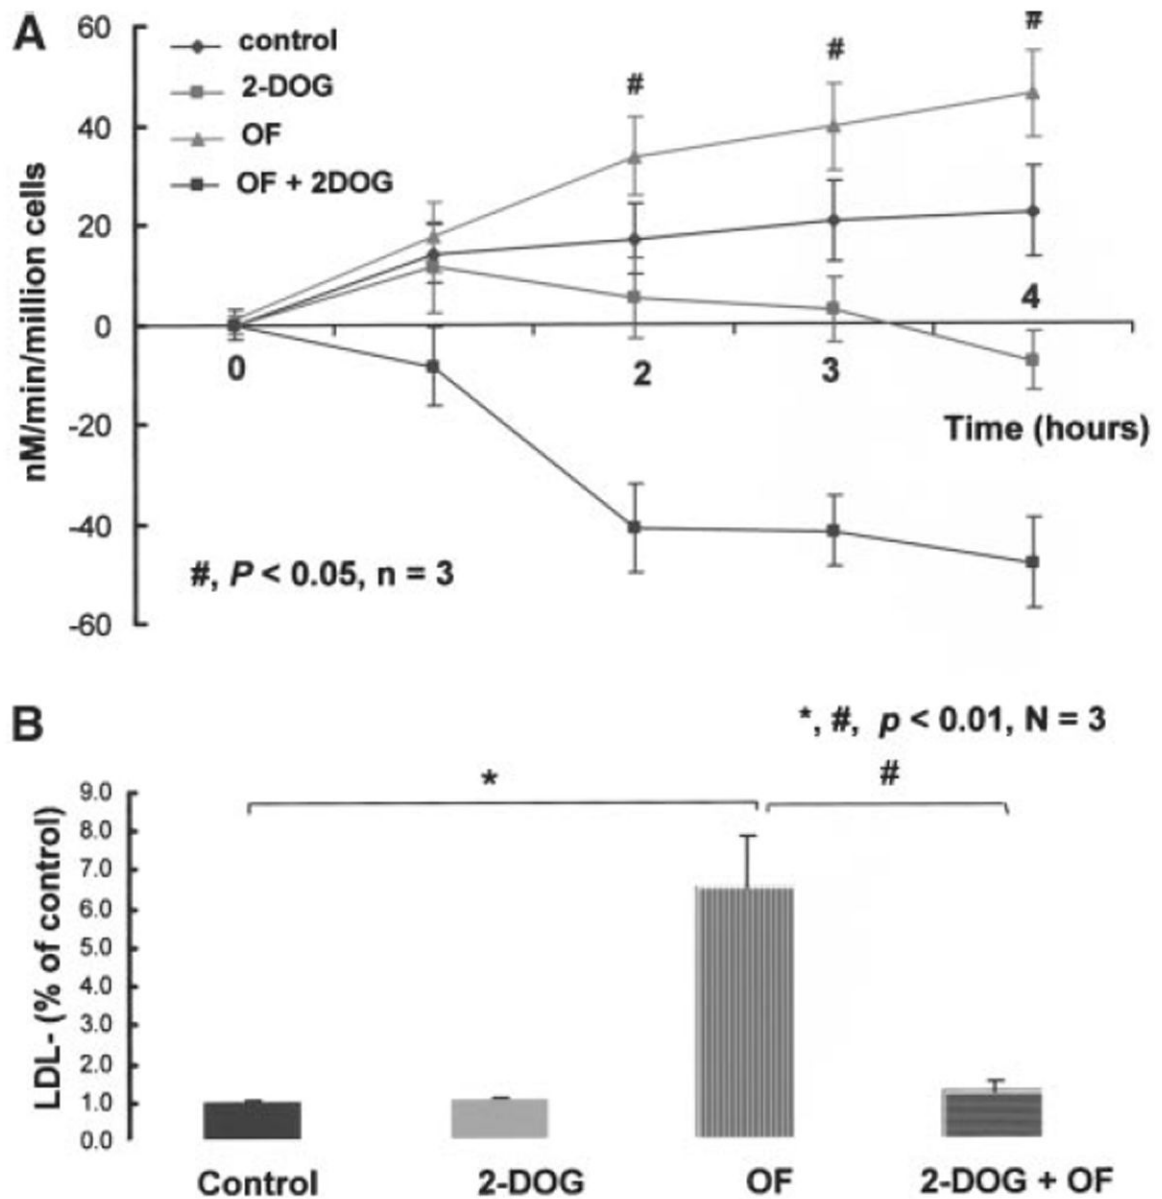 A
60
40
20
0
-20
-40
-60
nM/min/million cells
control
2-DOG
OF
OF + 2DOG
#
#
#
0
2
3
4
Time (hours)
#, P < 0.05, n = 3
B
*, #, p < 0.01, N = 3
*
#
LDL- (% of control)
9.0
8.0
7.0
6.0
5.0
4.0
3.0
2.0
1.0
0.0
Control
2-DOG
OF
2-DOG + OF